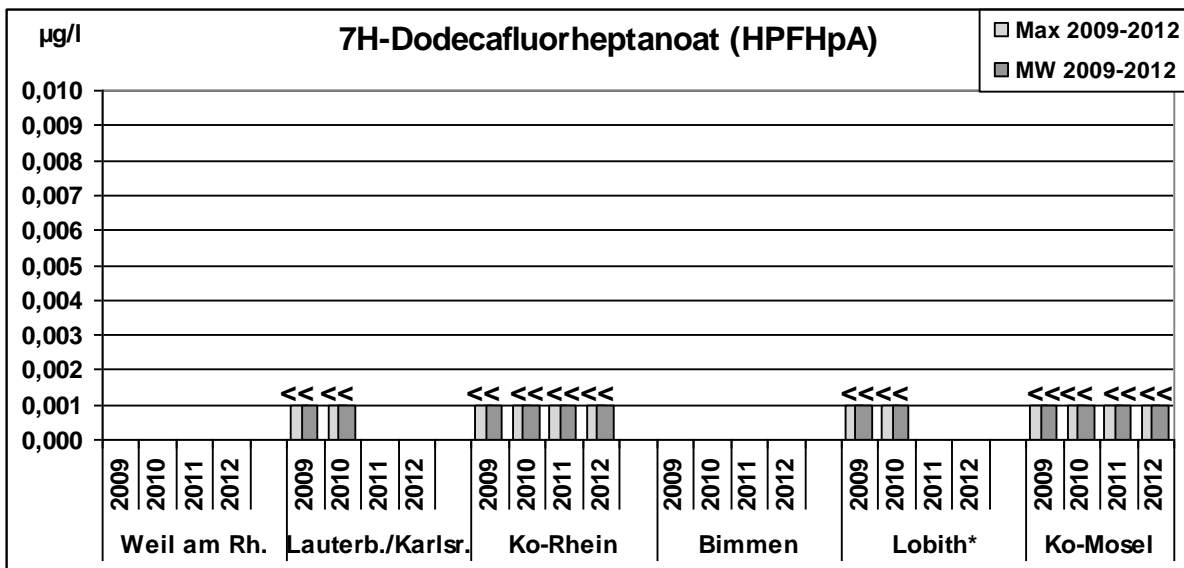 µg/l
7H-Dodecafluorheptanoat (HPFHpA)
Max 2009-2012
MW 2009-2012
0,010
0,009
0,008
0,007
0,006
0,005
0,004
0,003
0,002
0,001
0,000
<< << << << << << << << << << << <<
2009 2010 2011 2012 2009 2010 2011 2012 2009 2010 2011 2012 2009 2010 2011 2012 2009 2010 2011 2012 2009 2010 2011 2012
Weil am Rh. Lauterb./Karlsr. Ko-Rhein Bimmen Lobith* Ko-Mosel